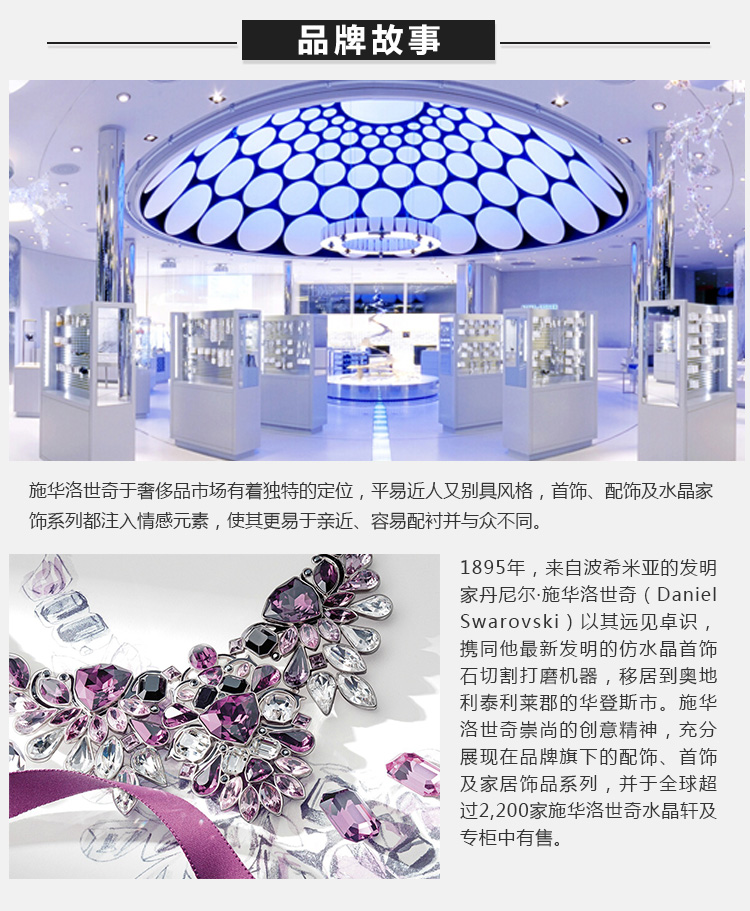 品牌故事
施华洛世奇于奢侈品市场有着独特的定位，平易近人又别具风格，首饰、配饰及水晶家
饰系列都注入情感元素，使其更易于亲近、容易配衬并与众不同。
1895年，来自波希米亚的发明
家丹尼尔·施华洛世奇（Daniel
Swarovski）以其远见卓识，
携同他最新发明的仿水晶首饰
石切割打磨机器，移居到奥地
利泰利莱郡的华登斯市。施华
洛世奇崇尚的创意精神，充分
展现在品牌旗下的配饰、首饰
及家居饰品系列，并于全球超
过2,200家施华洛世奇水晶轩及
专柜中有售。